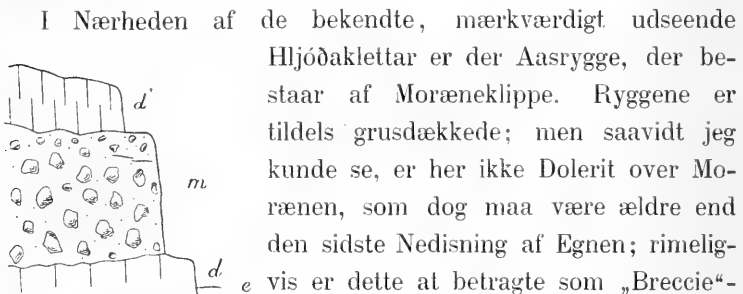 I Nærheden af de bekendte, mærkværdigt udseende
Hljóðaklettar er der Aasrygge, der be-
staar af Moræneklippe. Ryggene er
tildels grusdækkede; men saavidt jeg
kunde se, er her ikke Dolerit over Mo-
rænen, som dog maa være ældre end
den sidste Nedisning af Egnen; rimelig-
vis er dette at betragte som „Breccie“-
d'
m
d
e